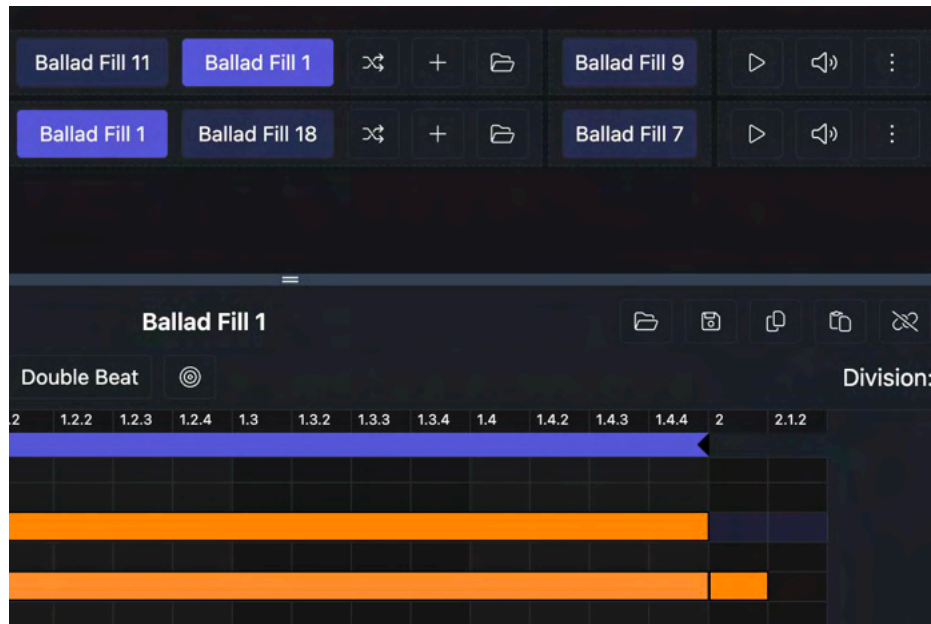 Ballad Fill 11 Ballad Fill 1 Ballad Fill 9
Ballad Fill 1 Ballad Fill 18 Ballad Fill 7
Ballad Fill 1
Double Beat Division:
.2 1.2.2 1.2.3 1.2.4 1.3 1.3.2 1.3.3 1.3.4 1.4 1.4.2 1.4.3 1.4.4 2 2.1.2